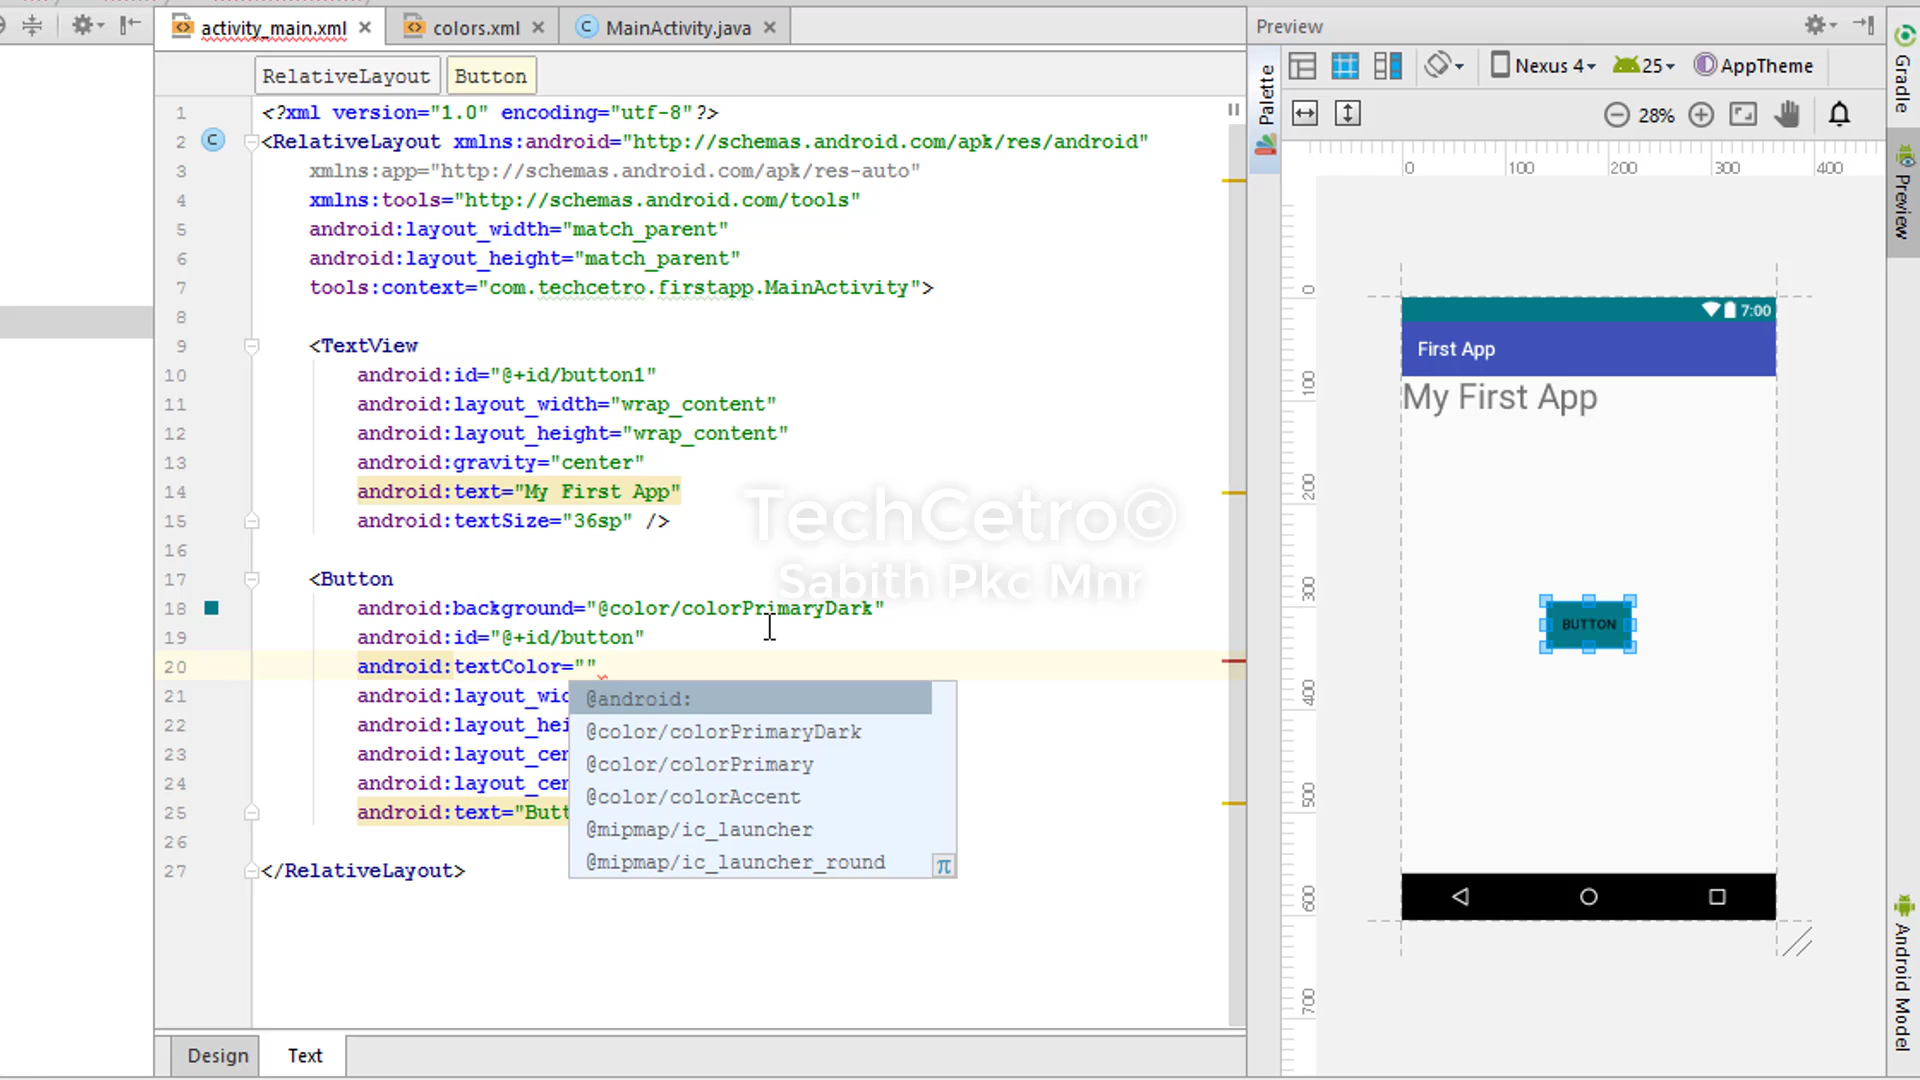 activity_main.xml
colors.xml
MainActivity.java
Preview
RelativeLayout
Button
Nexus 4
25
AppTheme
28%
1 <?xml version="1.0" encoding="utf-8"?>
2 <RelativeLayout xmlns:android="http://schemas.android.com/apk/res/android"
3 xmlns:app="http://schemas.android.com/apk/res-auto"
4 xmlns:tools="http://schemas.android.com/tools"
5 android:layout_width="match_parent"
6 android:layout_height="match_parent"
7 tools:context="com.techcetro.firstapp.MainActivity">
8
9 <TextView
10 android:id="@+id/button1"
11 android:layout_width="wrap_content"
12 android:layout_height="wrap_content"
13 android:gravity="center"
14 android:text="My First App"
15 android:textSize="36sp" />
16
17 <Button
18 android:background="@color/colorPrimaryDark"
19 android:id="@+id/button"
20 android:textColor=""
21 android:layout_wid
22 android:layout_hei
23 android:layout_cen
24 android:layout_cen
25 android:text="Butt
26
27 </RelativeLayout>
@android:
@color/colorPrimaryDark
@color/colorPrimary
@color/colorAccent
@mipmap/ic_launcher
@mipmap/ic_launcher_round
π
TechCetro©
Sabith Pkc Mnr
Design
Text
Palette
0 100 200 300 400
0
100
200
300
400
500
600
700
7:00
First App
My First App
BUTTON
Gradle
Preview
Android Model